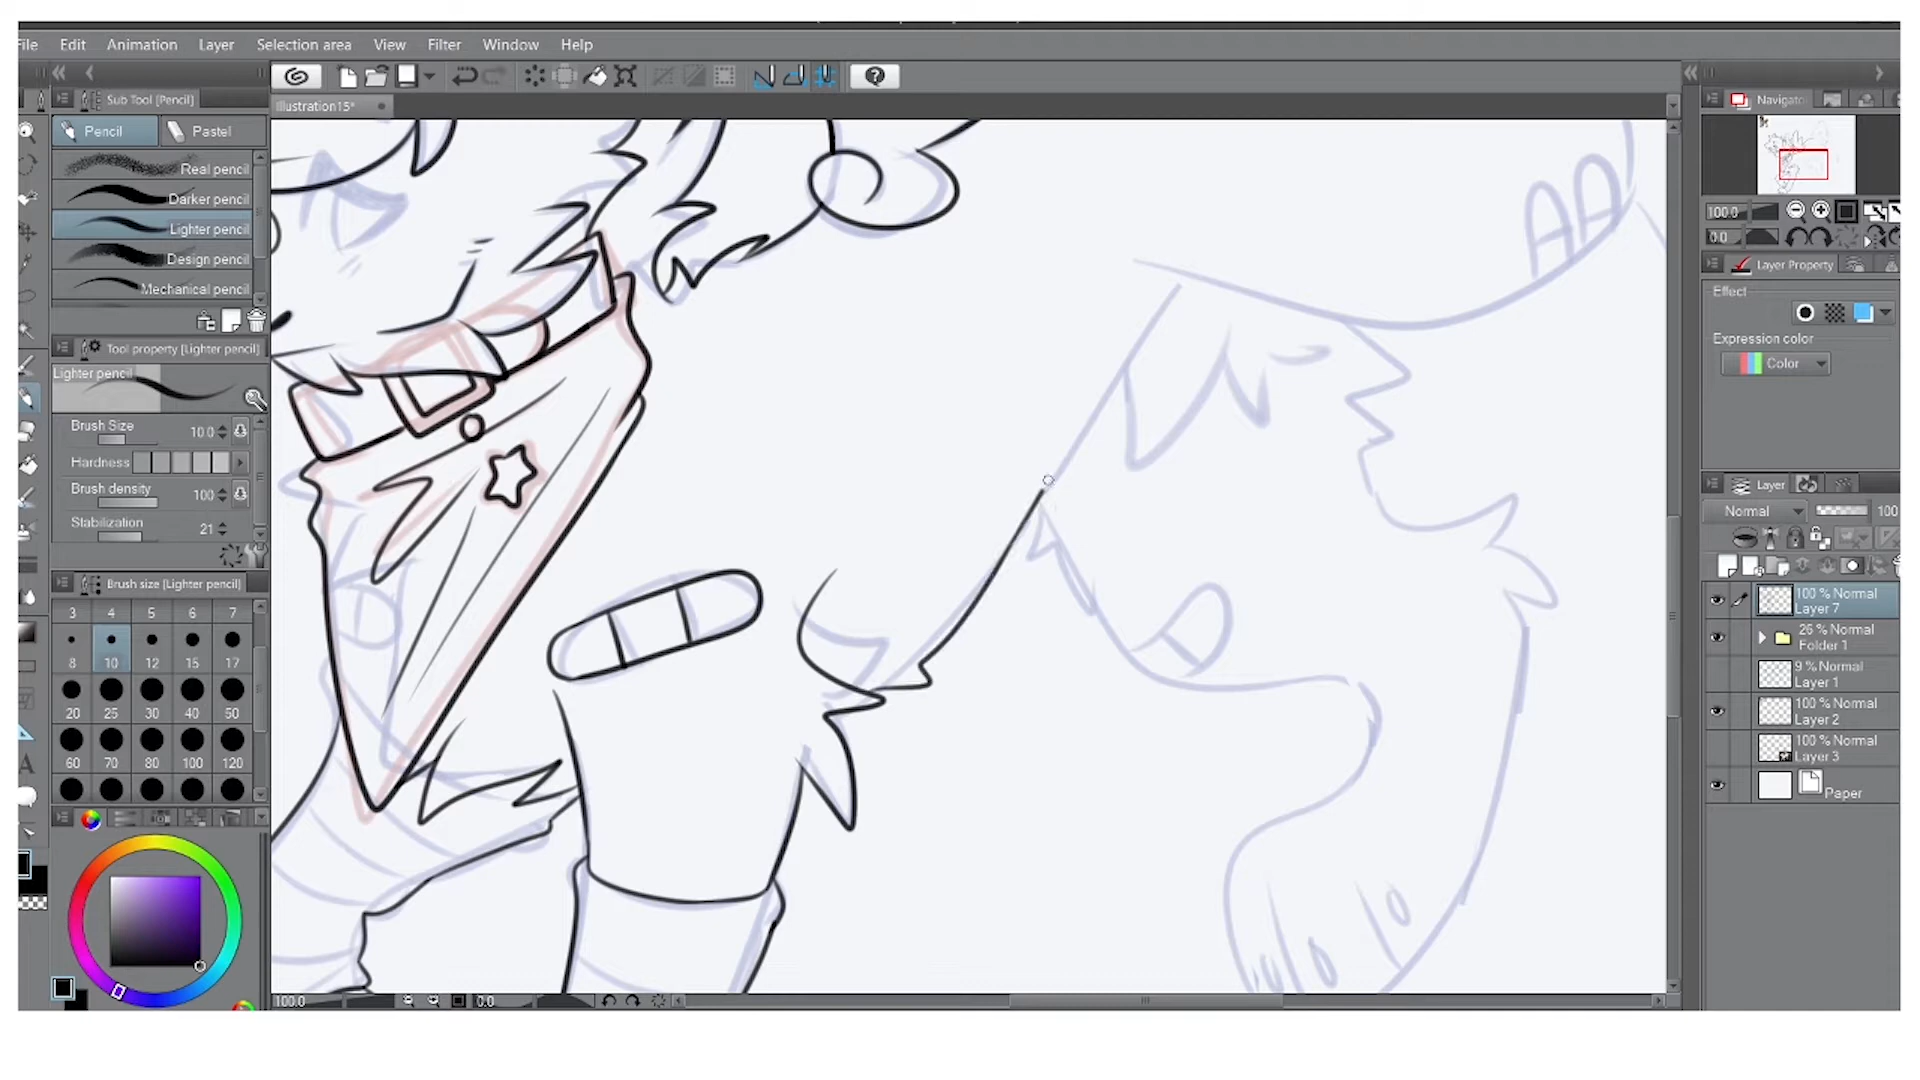 File Edit Animation Layer Selection area View Filter Window Help
Sub Tool [Pencil]
Navigator
Illustration15*
Pencil Pastel
Real pencil
Darker pencil
Lighter pencil
Design pencil
Mechanical pencil
100.0
0.0
Layer Property
Effect
Expression color
Color
Tool property [Lighter pencil]
Lighter pencil
Brush Size 10.0
Hardness
Brush density 100
Stabilization 21
Layer
Normal 100
Brush size [Lighter pencil]
3 4 5 6 7
8 10 12 15 17
20 25 30 40 50
60 70 80 100 120
100 % Normal
Layer 7
26 % Normal
Folder 1
9 % Normal
Layer 1
100 % Normal
Layer 2
100 % Normal
Layer 3
Paper
100.0 0.0